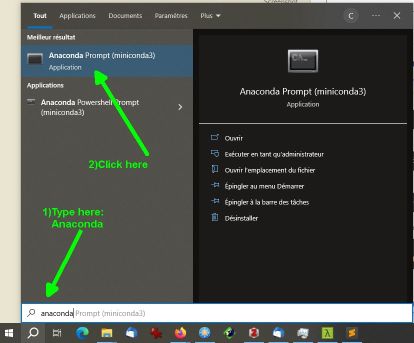 Screenshot
Tout Applications Documents Paramètres Plus C
Meilleur résultat
Anaconda Prompt (miniconda3)
Application
Applications
Anaconda Powershell Prompt
(miniconda3)
2)Click here
1)Type here:
Anaconda
Anaconda Prompt (miniconda3)
Application
Ouvrir
Exécuter en tant qu'administrateur
Ouvrir l'emplacement du fichier
Épingler au menu Démarrer
Épingler à la barre des tâches
Désinstaller
anaconda Prompt (miniconda3)